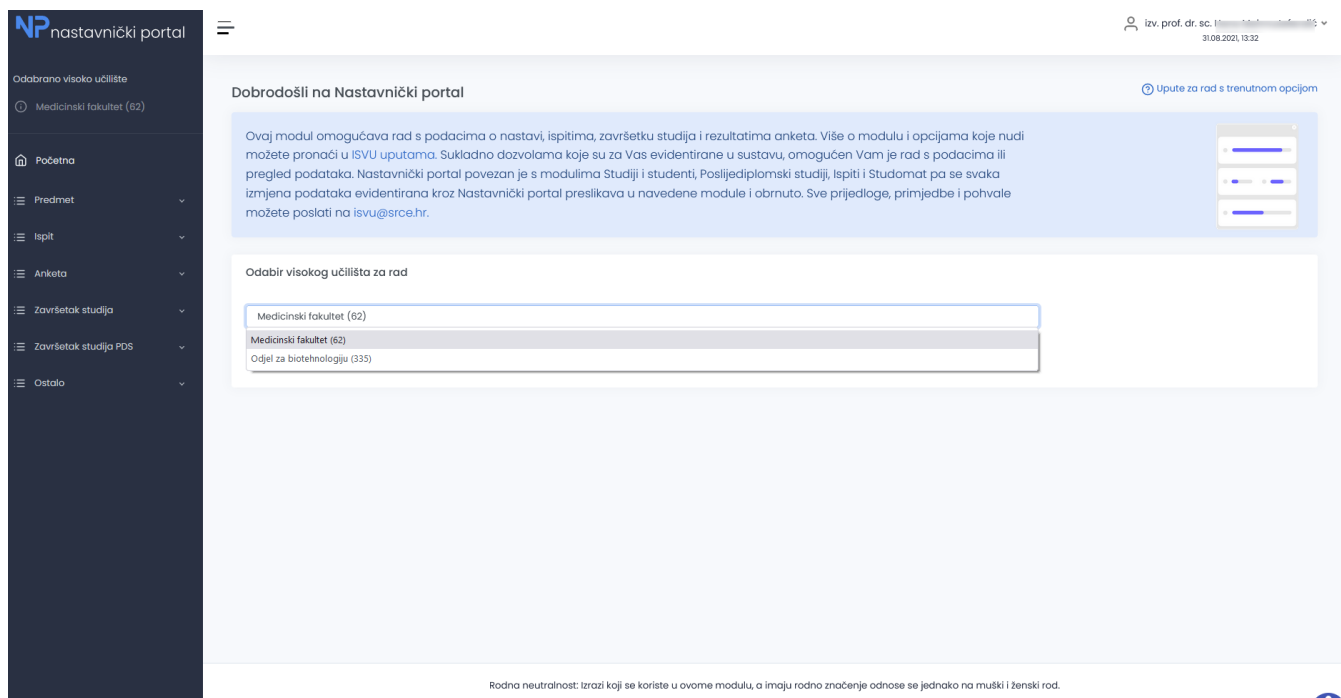 NP nastavnički portal
izv. prof. dr. sc.
31.08.2021, 13:32
Odabrano visoko učilište
Medicinski fakultet (62)
Početna
Predmet
Ispit
Anketa
Završetak studija
Završetak studija PDS
Ostalo
Dobrodošli na Nastavnički portal
Upute za rad s trenutnom opcijom
Ovaj modul omogućava rad s podacima o nastavi, ispitima, završetku studija i rezultatima anketa. Više o modulu i opcijama koje nudi
možete pronaći u ISVU uputama. Sukladno dozvolama koje su za Vas evidentirane u sustavu, omogućen Vam je rad s podacima ili
pregled podataka. Nastavnički portal povezan je s modulima Studiji i studenti, Poslijediplomski studiji, Ispiti i Studomat pa se svaka
izmjena podataka evidentirana kroz Nastavnički portal preslikava u navedene module i obrnuto. Sve prijedloge, primjedbe i pohvale
možete poslati na isvu@srce.hr.
Odabir visokog učilišta za rad
Medicinski fakultet (62)
Medicinski fakultet (62)
Odjel za biotehnologiju (335)
Rodna neutralnost: Izrazi koji se koriste u ovome modulu, a imaju rodno značenje odnose se jednako na muški i ženski rod.